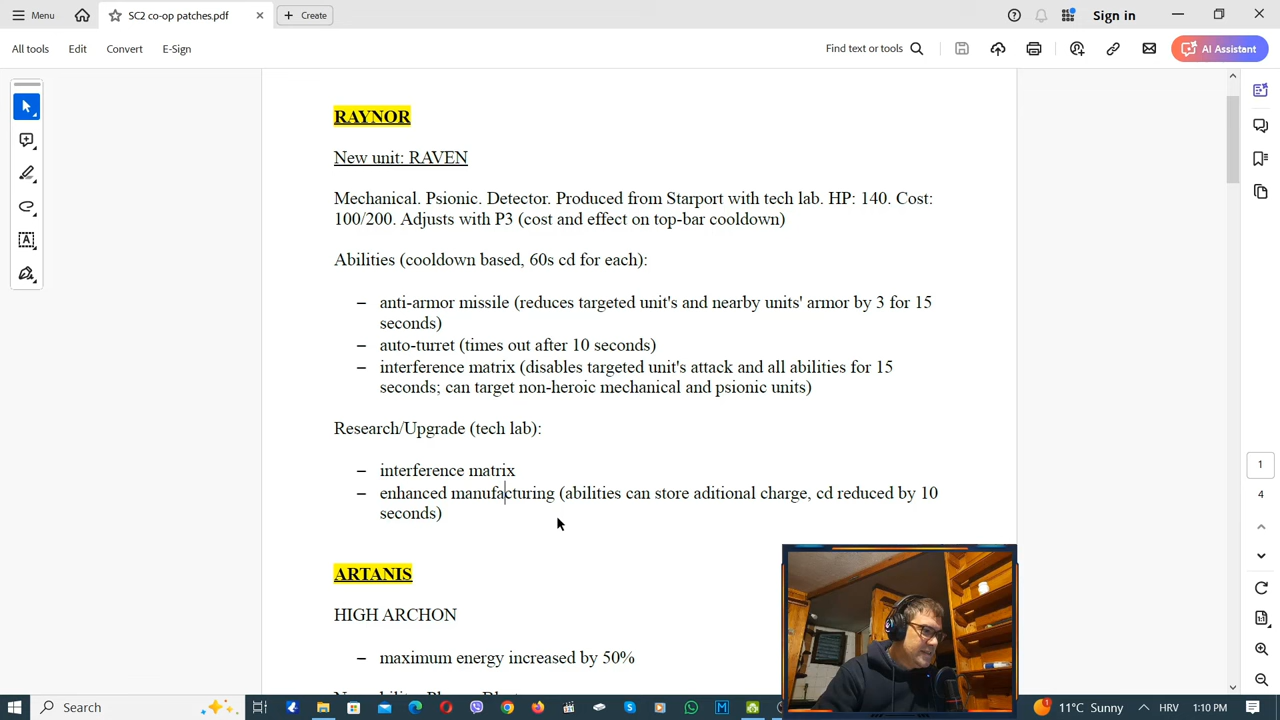 Menu
SC2 co-op patches.pdf
Create
Sign in
All tools
Edit
Convert
E-Sign
Find text or tools
AI Assistant
RAYNOR
New unit: RAVEN
Mechanical. Psionic. Detector. Produced from Starport with tech lab. HP: 140. Cost:
100/200. Adjusts with P3 (cost and effect on top-bar cooldown)
Abilities (cooldown based, 60s cd for each):
– anti-armor missile (reduces targeted unit's and nearby units' armor by 3 for 15
seconds)
– auto-turret (times out after 10 seconds)
– interference matrix (disables targeted unit's attack and all abilities for 15
seconds; can target non-heroic mechanical and psionic units)
Research/Upgrade (tech lab):
– interference matrix
– enhanced manufacturing (abilities can store aditional charge, cd reduced by 10
seconds)
ARTANIS
HIGH ARCHON
– maximum energy increased by 50%
1
4
Search
11°C Sunny
HRV
1:10 PM